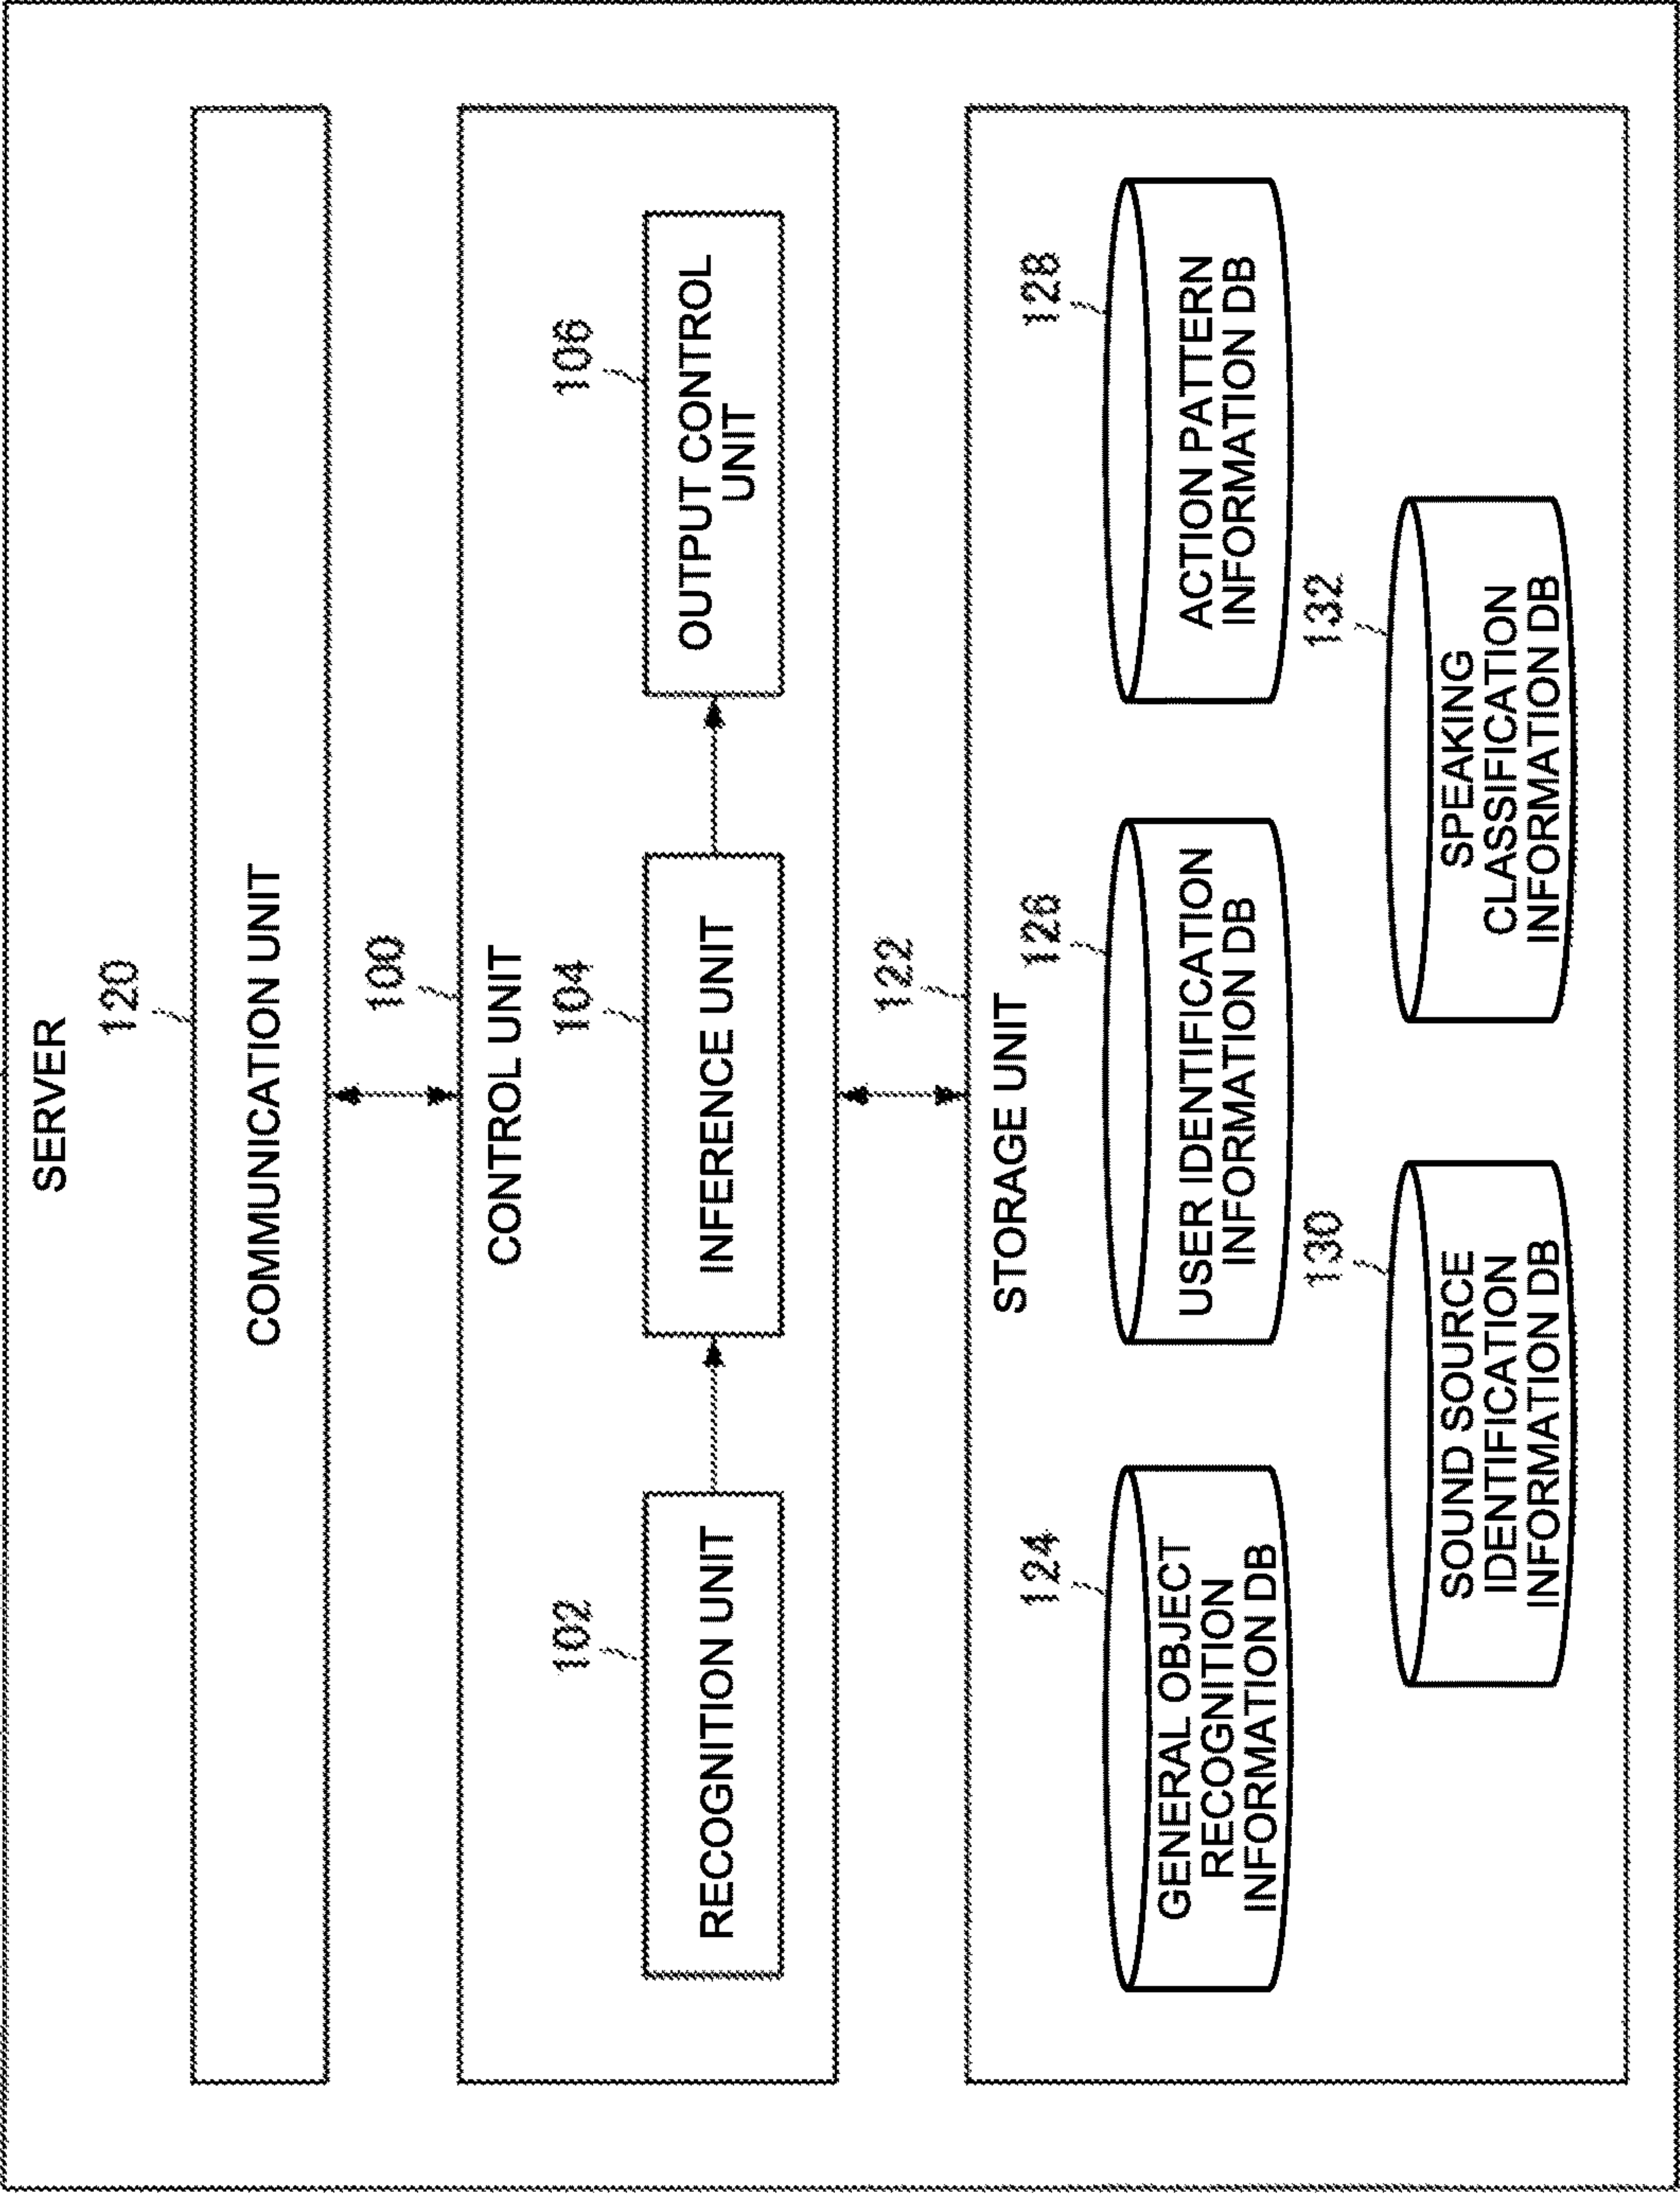 SERVER
120
COMMUNICATION UNIT
100
CONTROL UNIT
102
RECOGNITION UNIT
104
INFERENCE UNIT
106
OUTPUT CONTROL
UNIT
122
STORAGE UNIT
124
GENERAL OBJECT
RECOGNITION
INFORMATION DB
126
USER IDENTIFICATION
INFORMATION DB
128
ACTION PATTERN
INFORMATION DB
130
SOUND SOURCE
IDENTIFICATION
INFORMATION DB
132
SPEAKING
CLASSIFICATION
INFORMATION DB